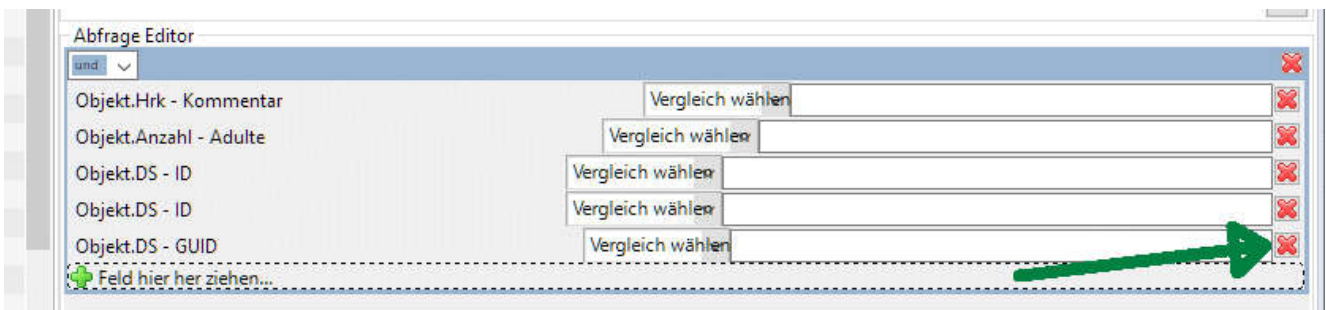 Abfrage Editor
und
Objekt.Hrk - Kommentar Vergleich wählen
Objekt.Anzahl - Adulte Vergleich wählen
Objekt.DS - ID Vergleich wählen
Objekt.DS - ID Vergleich wählen
Objekt.DS - GUID Vergleich wählen
Feld hier her ziehen...